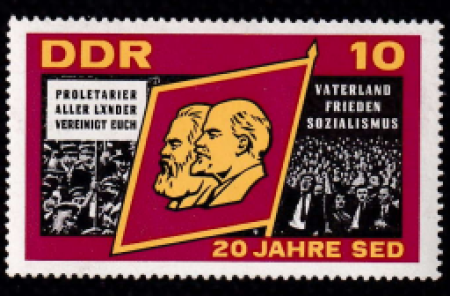 DDR 10
PROLETARIER
ALLER LÄNDER
VEREINIGT EUCH
VATERLAND
FRIEDEN
SOZIALISMUS
20 JAHRE SED